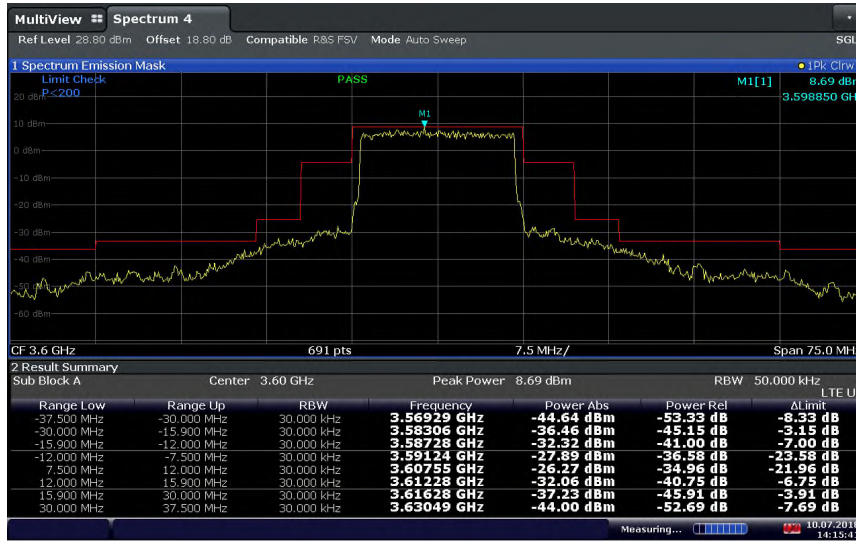 MultiView Spectrum 4
Ref Level 28.80 dBm Offset 18.80 dB Compatible R&S FSV Mode Auto Sweep SGL
1 Spectrum Emission Mask 1Pk Clrw
Limit Check PASS M1[1] 8.69 dBm
P<200 3.598850 GH
20 dBm
M1
10 dBm
0 dBm
-10 dBm
-20 dBm
-30 dBm
-40 dBm
-50 dBm
-60 dBm
CF 3.6 GHz 691 pts 7.5 MHz/ Span 75.0 MH
2 Result Summary
Sub Block A Center 3.60 GHz Peak Power 8.69 dBm RBW 50.000 kHz
LTE U
Range Low Range Up RBW Frequency Power Abs Power Rel ΔLimit
-37.500 MHz -30.000 MHz 30.000 kHz 3.56929 GHz -44.64 dBm -53.33 dB -8.33 dB
-30.000 MHz -15.900 MHz 30.000 kHz 3.58306 GHz -36.46 dBm -45.15 dB -3.15 dB
-15.900 MHz -12.000 MHz 30.000 kHz 3.58728 GHz -32.32 dBm -41.00 dB -7.00 dB
-12.000 MHz -7.500 MHz 30.000 kHz 3.59124 GHz -27.89 dBm -36.58 dB -23.58 dB
7.500 MHz 12.000 MHz 30.000 kHz 3.60755 GHz -26.27 dBm -34.96 dB -21.96 dB
12.000 MHz 15.900 MHz 30.000 kHz 3.61228 GHz -32.06 dBm -40.75 dB -6.75 dB
15.900 MHz 30.000 MHz 30.000 kHz 3.61628 GHz -37.23 dBm -45.91 dB -3.91 dB
30.000 MHz 37.500 MHz 30.000 kHz 3.63049 GHz -44.00 dBm -52.69 dB -7.69 dB
Measuring... 10.07.2018
14:15:4